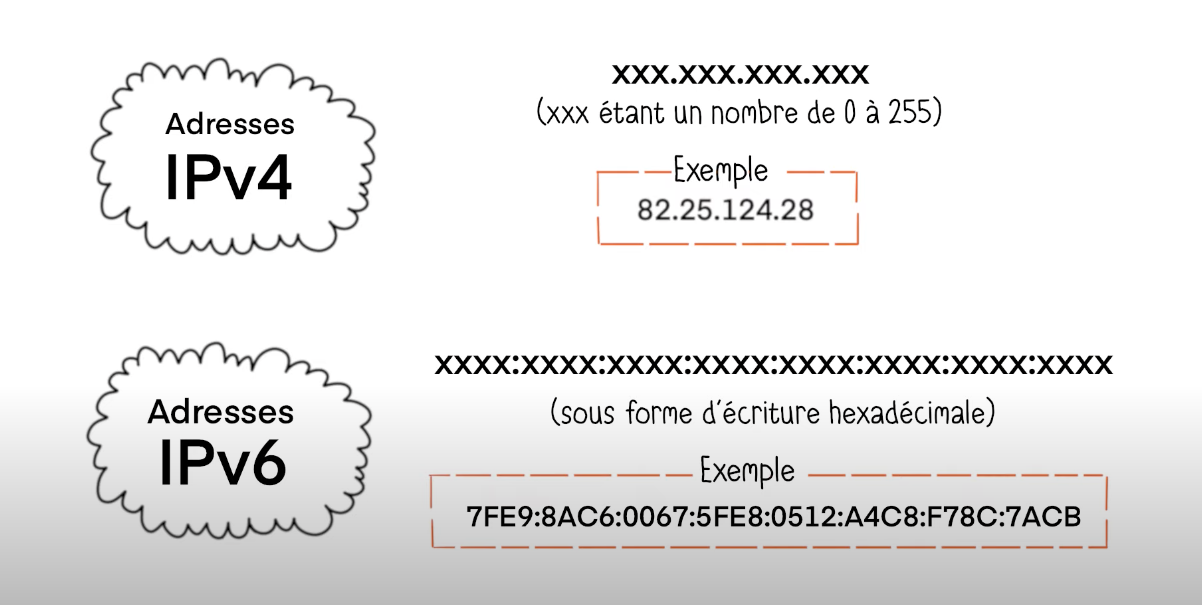 Adresses
IPv4
xxx.xxx.xxx.xxx
(xxx étant un nombre de 0 à 255)
Exemple
82.25.124.28
Adresses
IPv6
xxxx:xxxx:xxxx:xxxx:xxxx:xxxx:xxxx:xxxx
(sous forme d'écriture hexadécimale)
Exemple
7FE9:8AC6:0067:5FE8:0512:A4C8:F78C:7ACB